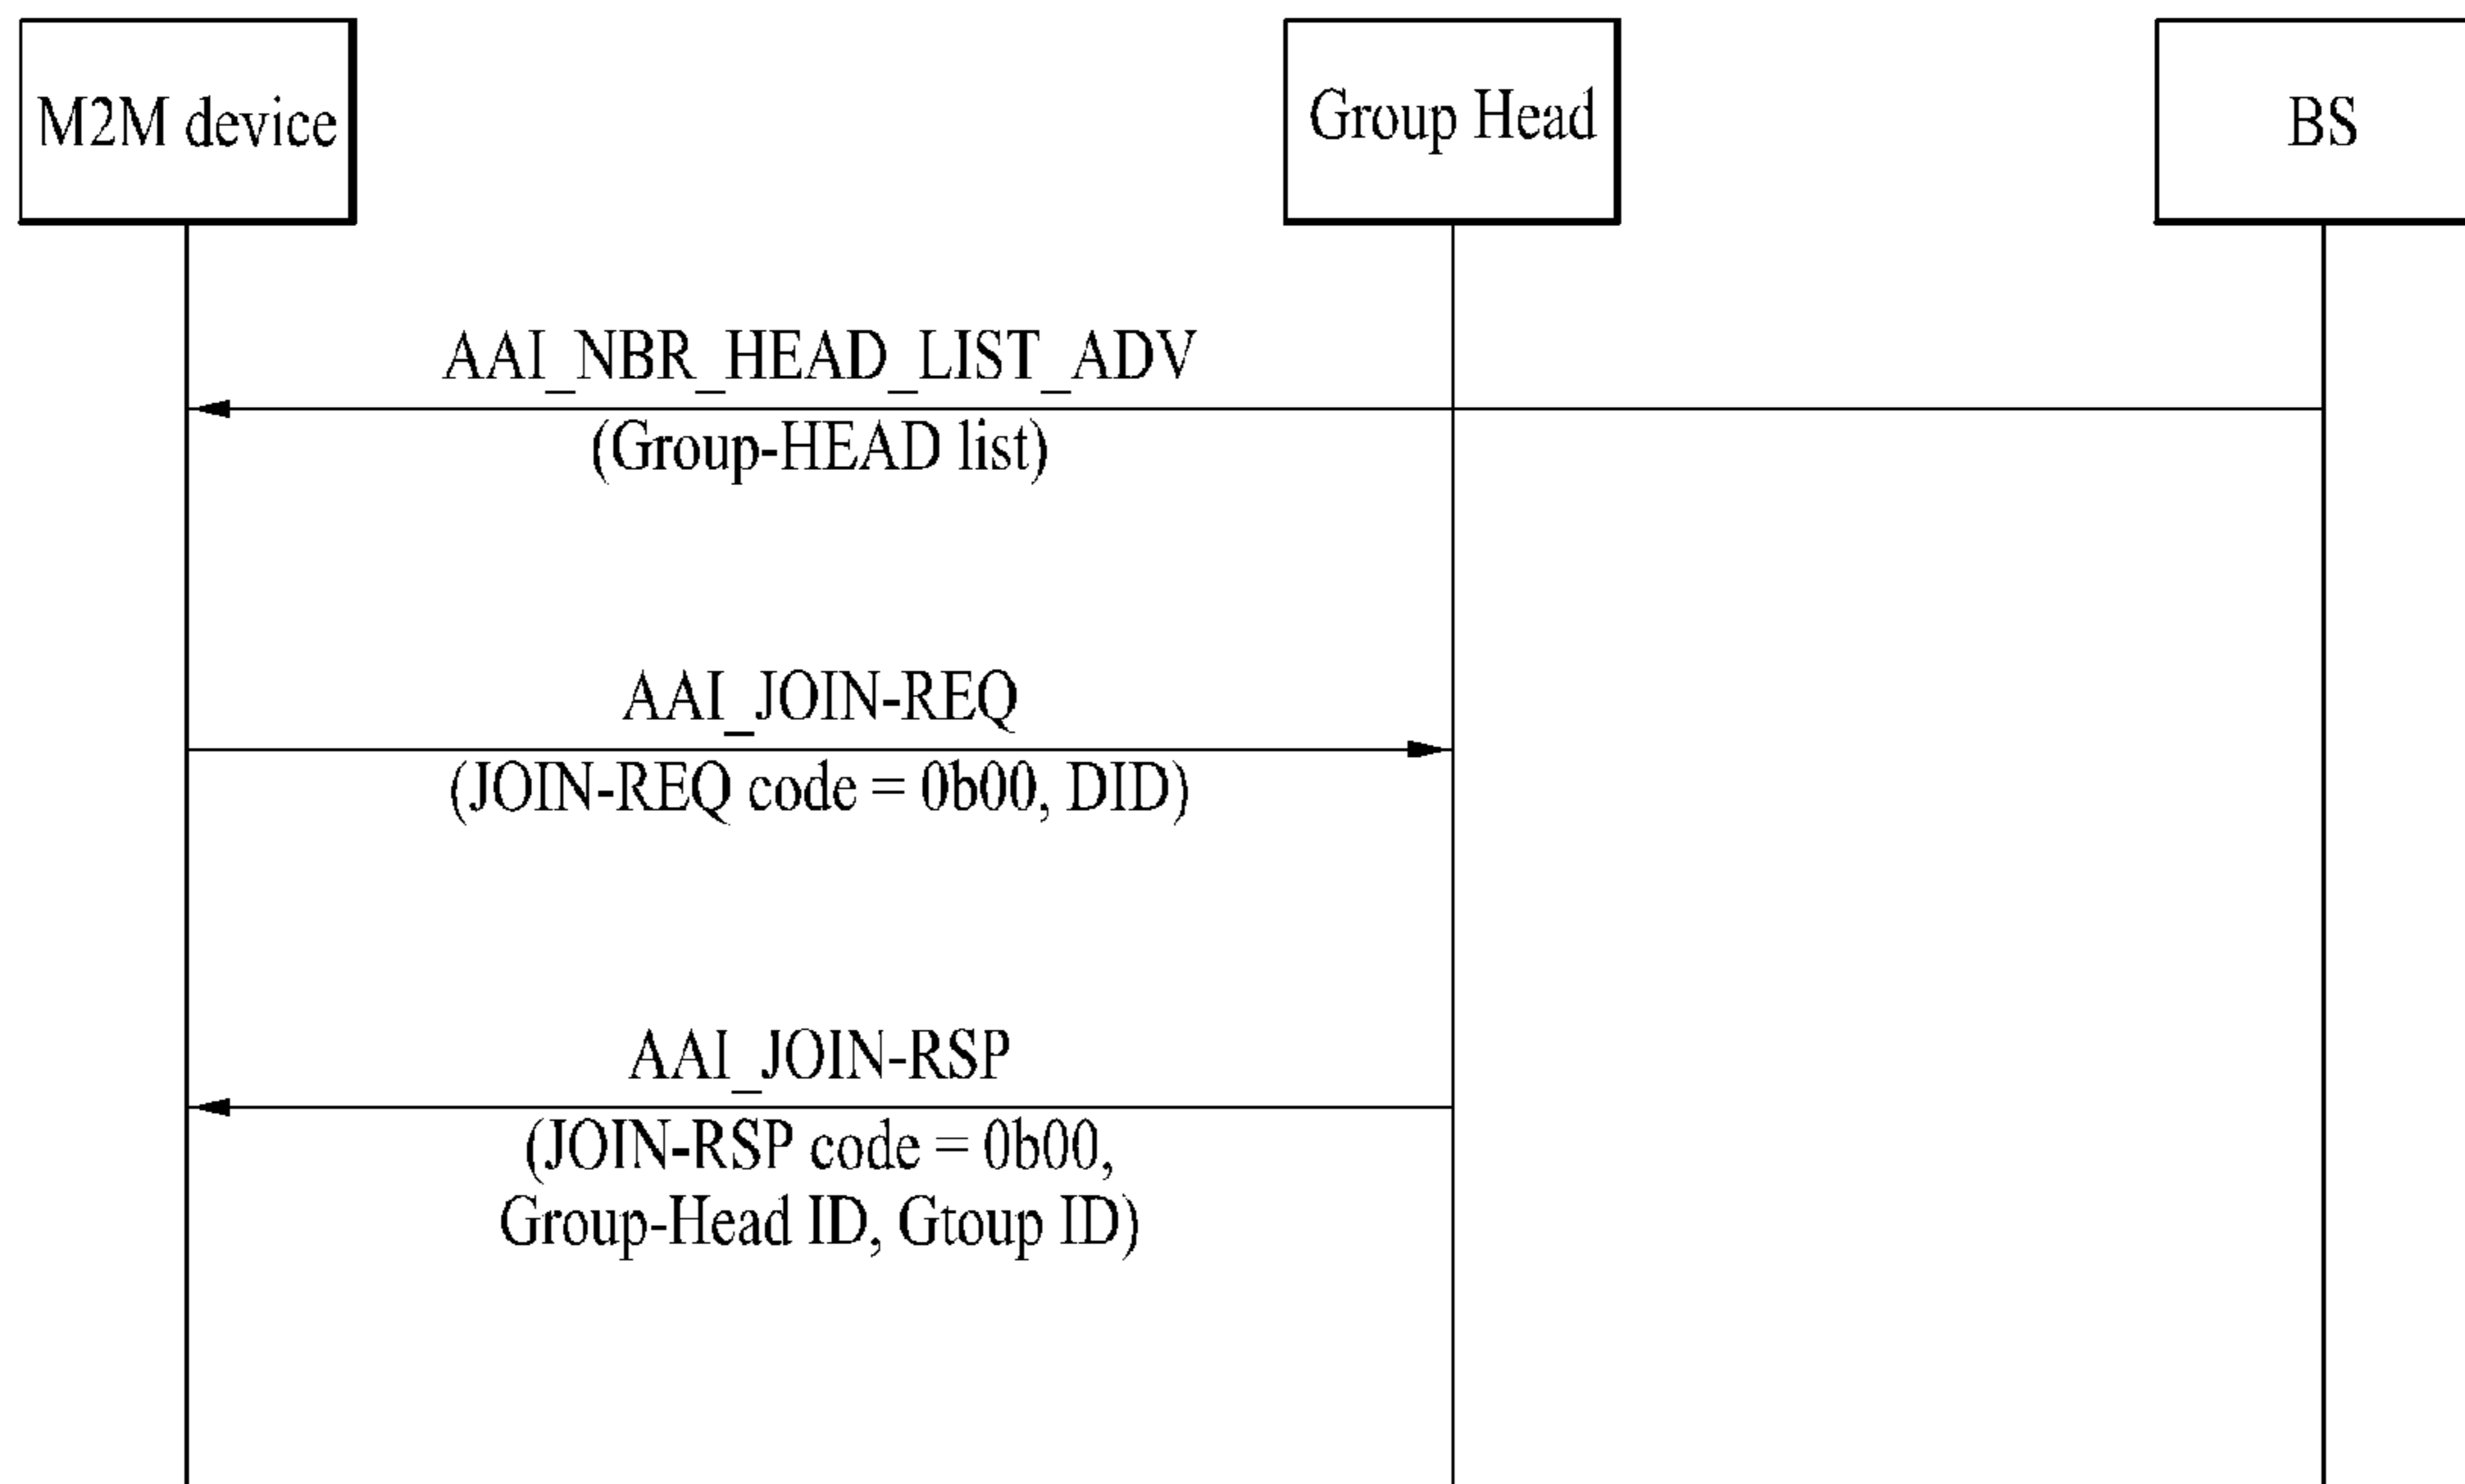 M2M device
Group Head
BS
AAI_NBR_HEAD_LIST_ADV
(Group-HEAD list)
AAI_JOIN-REQ
(JOIN-REQ code = 0b00, DID)
AAI_JOIN-RSP
(JOIN-RSP code = 0b00,
Group-Head ID, Gtoup ID)